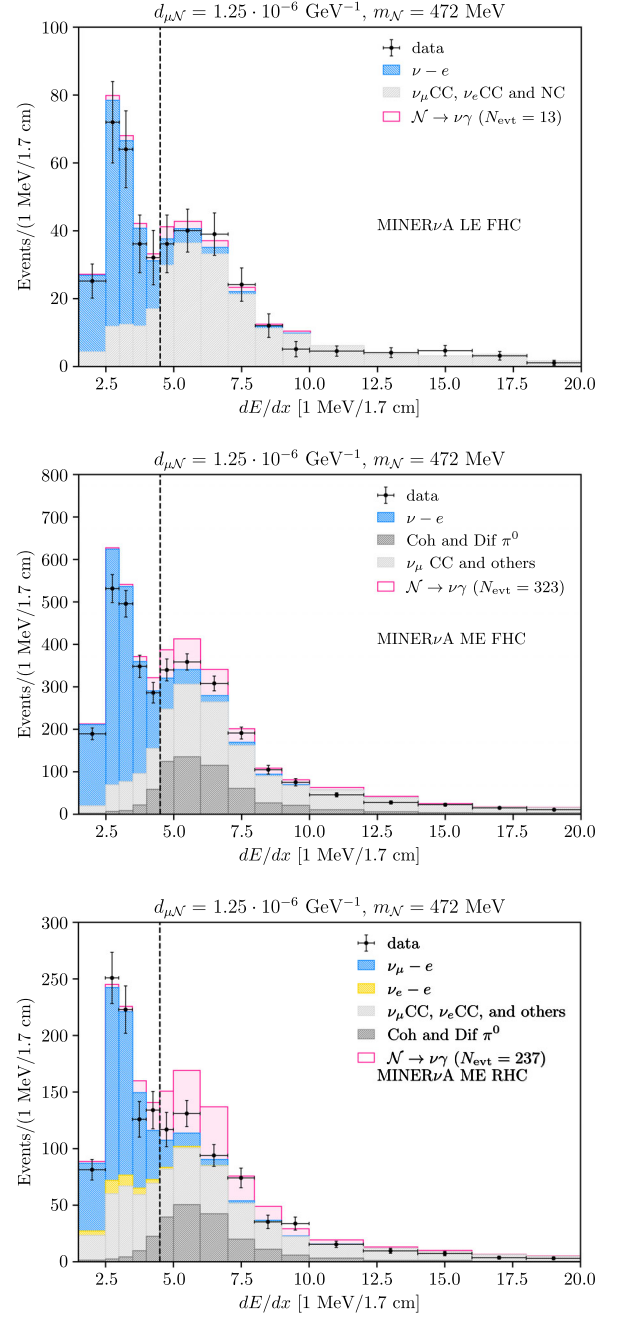 d_{μ𝒩} = 1.25 · 10⁻⁶ GeV⁻¹, m_𝒩 = 472 MeV
Events/(1 MeV/1.7 cm)
100
80
60
40
20
0
data
ν − e
ν_μCC, ν_eCC and NC
𝒩 → νγ (N_evt = 13)
MINERνA LE FHC
2.5 5.0 7.5 10.0 12.5 15.0 17.5 20.0
dE/dx [1 MeV/1.7 cm]
d_{μ𝒩} = 1.25 · 10⁻⁶ GeV⁻¹, m_𝒩 = 472 MeV
Events/(1 MeV/1.7 cm)
800
700
600
500
400
300
200
100
0
data
ν − e
Coh and Dif π⁰
ν_μ CC and others
𝒩 → νγ (N_evt = 323)
MINERνA ME FHC
2.5 5.0 7.5 10.0 12.5 15.0 17.5 20.0
dE/dx [1 MeV/1.7 cm]
d_{μ𝒩} = 1.25 · 10⁻⁶ GeV⁻¹, m_𝒩 = 472 MeV
Events/(1 MeV/1.7 cm)
300
250
200
150
100
50
0
data
ν_μ − e
ν_e − e
ν_μCC, ν_eCC, and others
Coh and Dif π⁰
𝒩 → νγ (N_evt = 237)
MINERνA ME RHC
2.5 5.0 7.5 10.0 12.5 15.0 17.5 20.0
dE/dx [1 MeV/1.7 cm]